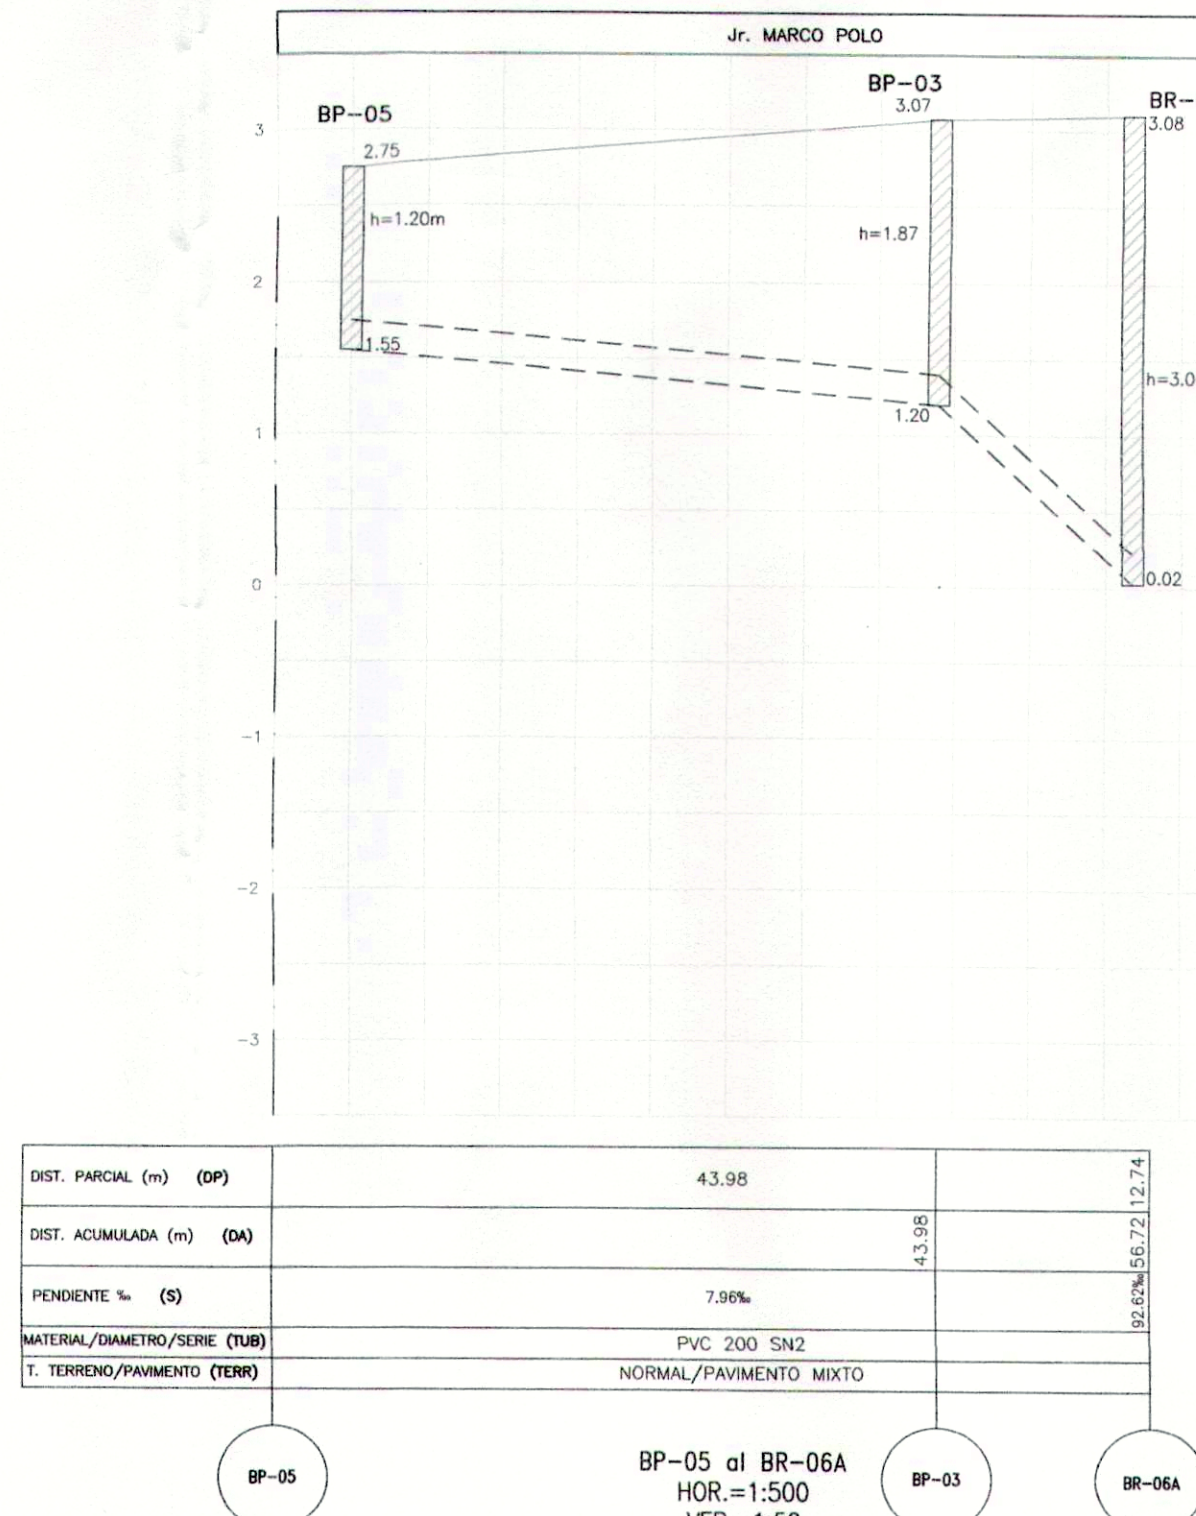 Jr. MARCO POLO
BP-03
3.07
BR-
3.08
BP-05
2.75
3
h=1.20m
h=1.87
2
1.55
h=3.0
1.20
1
0
0.02
-1
-2
-3
DIST. PARCIAL (m) (DP) 43.98 12.74
DIST. ACUMULADA (m) (DA) 43.98 56.72
PENDIENTE ‰ (S) 7.96‰ 92.62‰
MATERIAL/DIAMETRO/SERIE (TUB) PVC 200 SN2
T. TERRENO/PAVIMENTO (TERR) NORMAL/PAVIMENTO MIXTO
BP-05
BP-05 al BR-06A
BP-03
BR-06A
HOR.=1:500